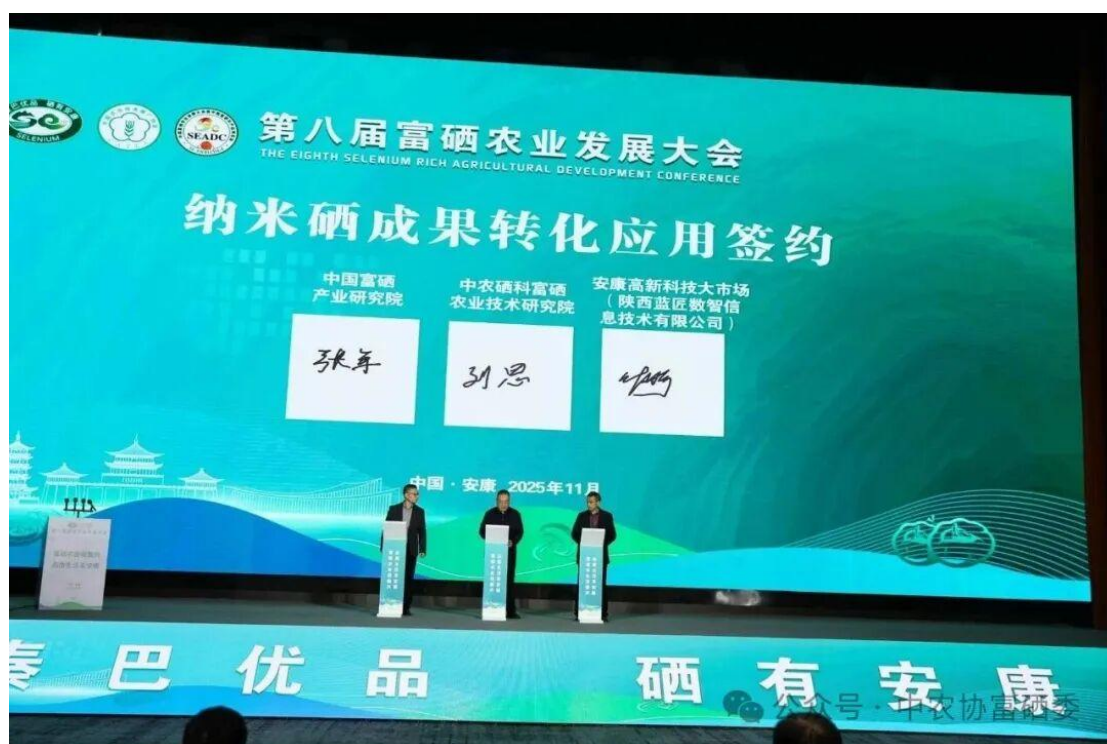 SELENIUM
SEADC
第八届富硒农业发展大会
THE EIGHTH SELENIUM RICH AGRICULTURAL DEVELOPMENT CONFERENCE
纳米硒成果转化应用签约
中国富硒
产业研究院
中农硒科富硒
农业技术研究院
安康高新科技大市场
（陕西蓝匠数智信
息技术有限公司）
张军
刘恩
中国·安康 2025年11月
秦巴优品 硒有安康
公众号·中农协富硒委